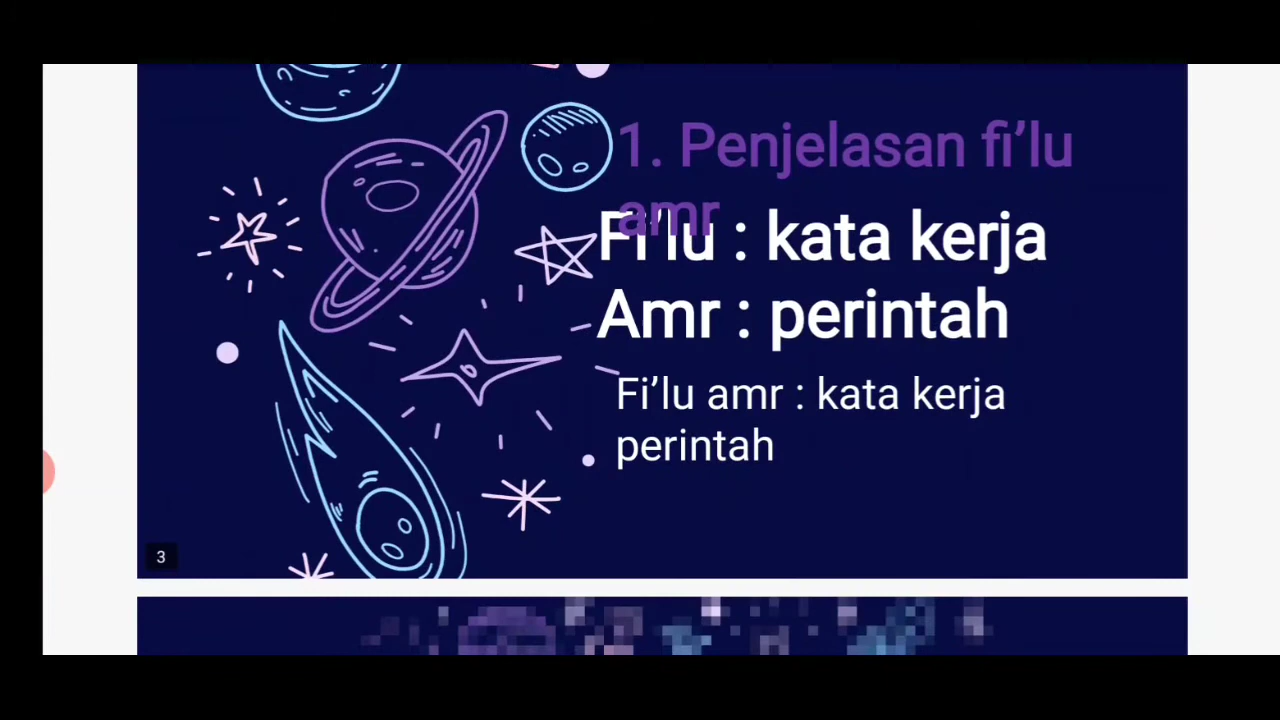 1. Penjelasan fi’lu
amr
Fi’lu : kata kerja
Amr : perintah
Fi’lu amr : kata kerja
perintah
3